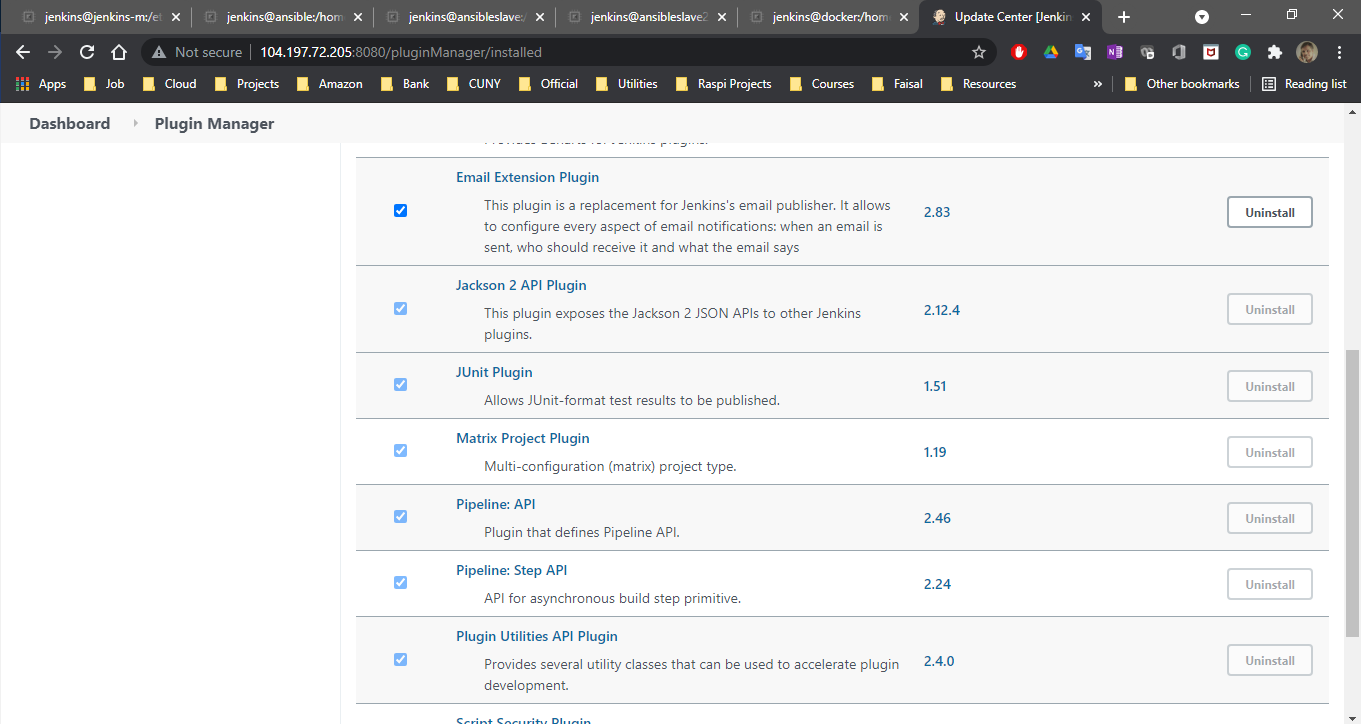 jenkins@jenkins-m:/et
jenkins@ansible:/hom
jenkins@ansibleslave:/
jenkins@ansibleslave2
jenkins@docker:/hom
Update Center [Jenkin
Not secure 104.197.72.205:8080/pluginManager/installed
Apps Job Cloud Projects Amazon Bank CUNY Official Utilities Raspi Projects Courses Faisal Resources » Other bookmarks Reading list
Dashboard Plugin Manager
Email Extension Plugin
This plugin is a replacement for Jenkins's email publisher. It allows
to configure every aspect of email notifications: when an email is
sent, who should receive it and what the email says
2.83
Uninstall
Jackson 2 API Plugin
This plugin exposes the Jackson 2 JSON APIs to other Jenkins
plugins.
2.12.4
Uninstall
JUnit Plugin
Allows JUnit-format test results to be published.
1.51
Uninstall
Matrix Project Plugin
Multi-configuration (matrix) project type.
1.19
Uninstall
Pipeline: API
Plugin that defines Pipeline API.
2.46
Uninstall
Pipeline: Step API
API for asynchronous build step primitive.
2.24
Uninstall
Plugin Utilities API Plugin
Provides several utility classes that can be used to accelerate plugin
development.
2.4.0
Uninstall
Script Security Plugin